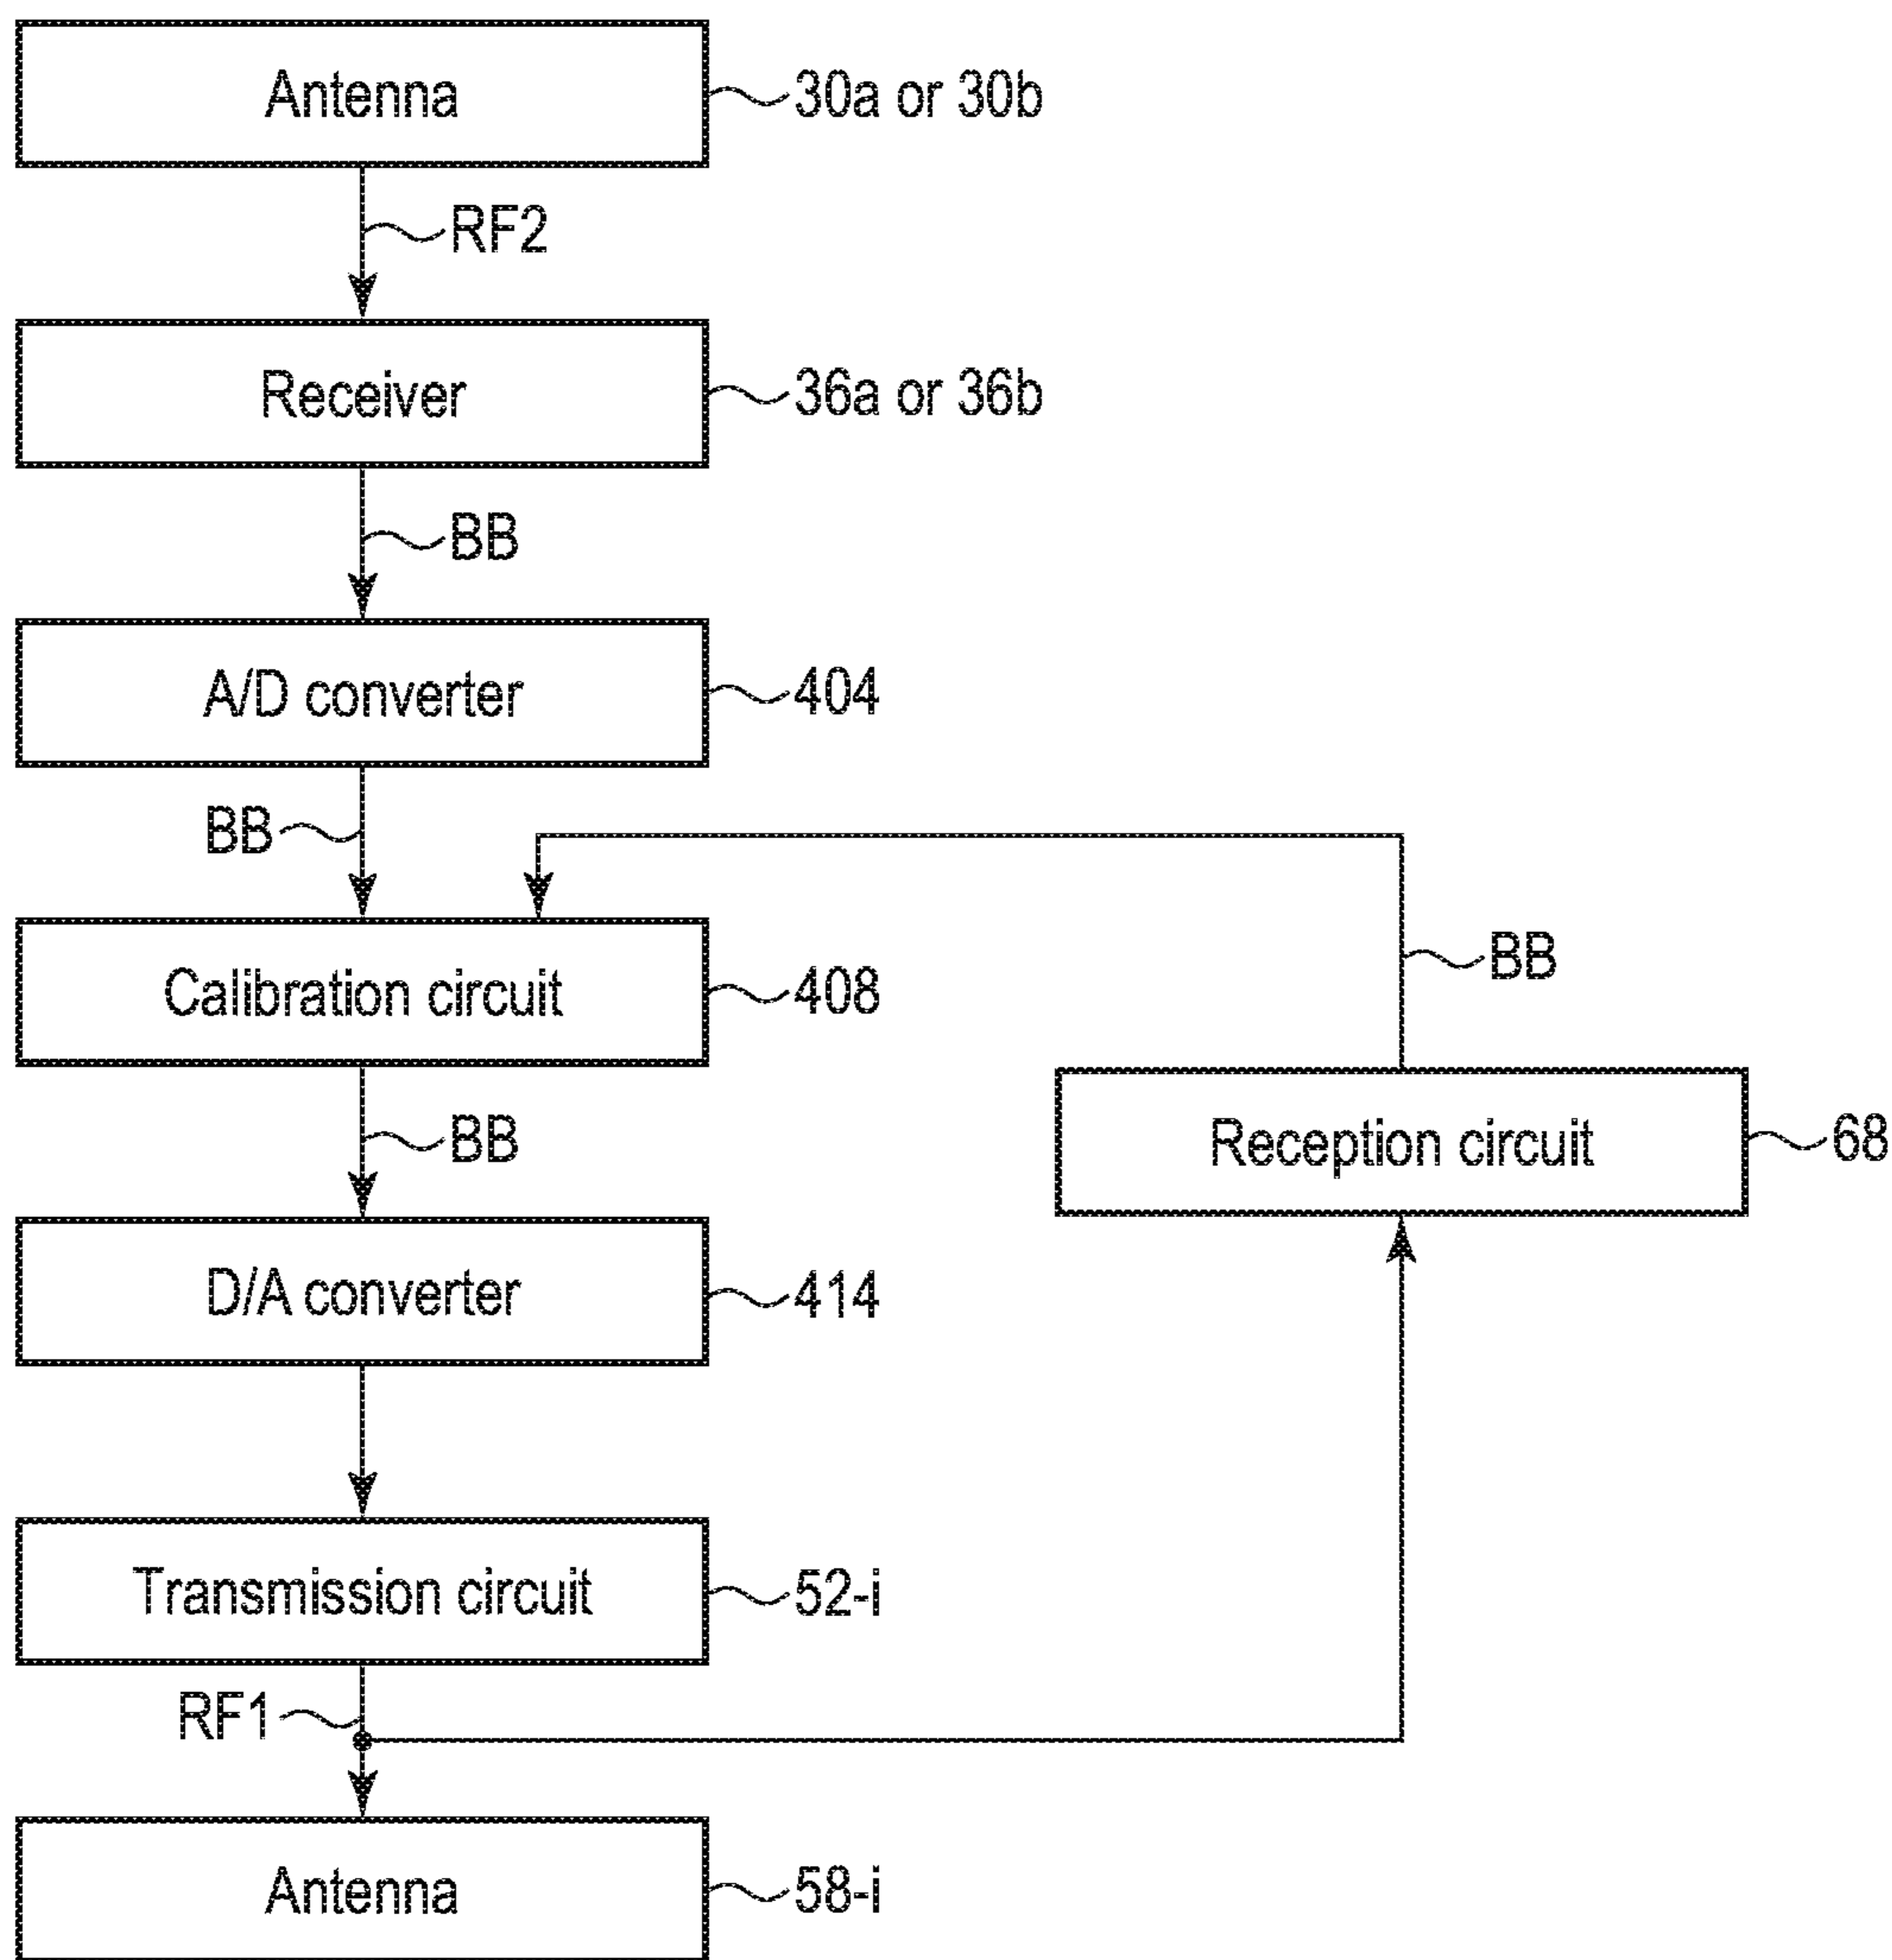 Antenna
30a or 30b
RF2
Receiver
36a or 36b
BB
A/D converter
404
BB
Calibration circuit
408
BB
BB
Reception circuit
68
D/A converter
414
Transmission circuit
52-i
RF1
Antenna
58-i